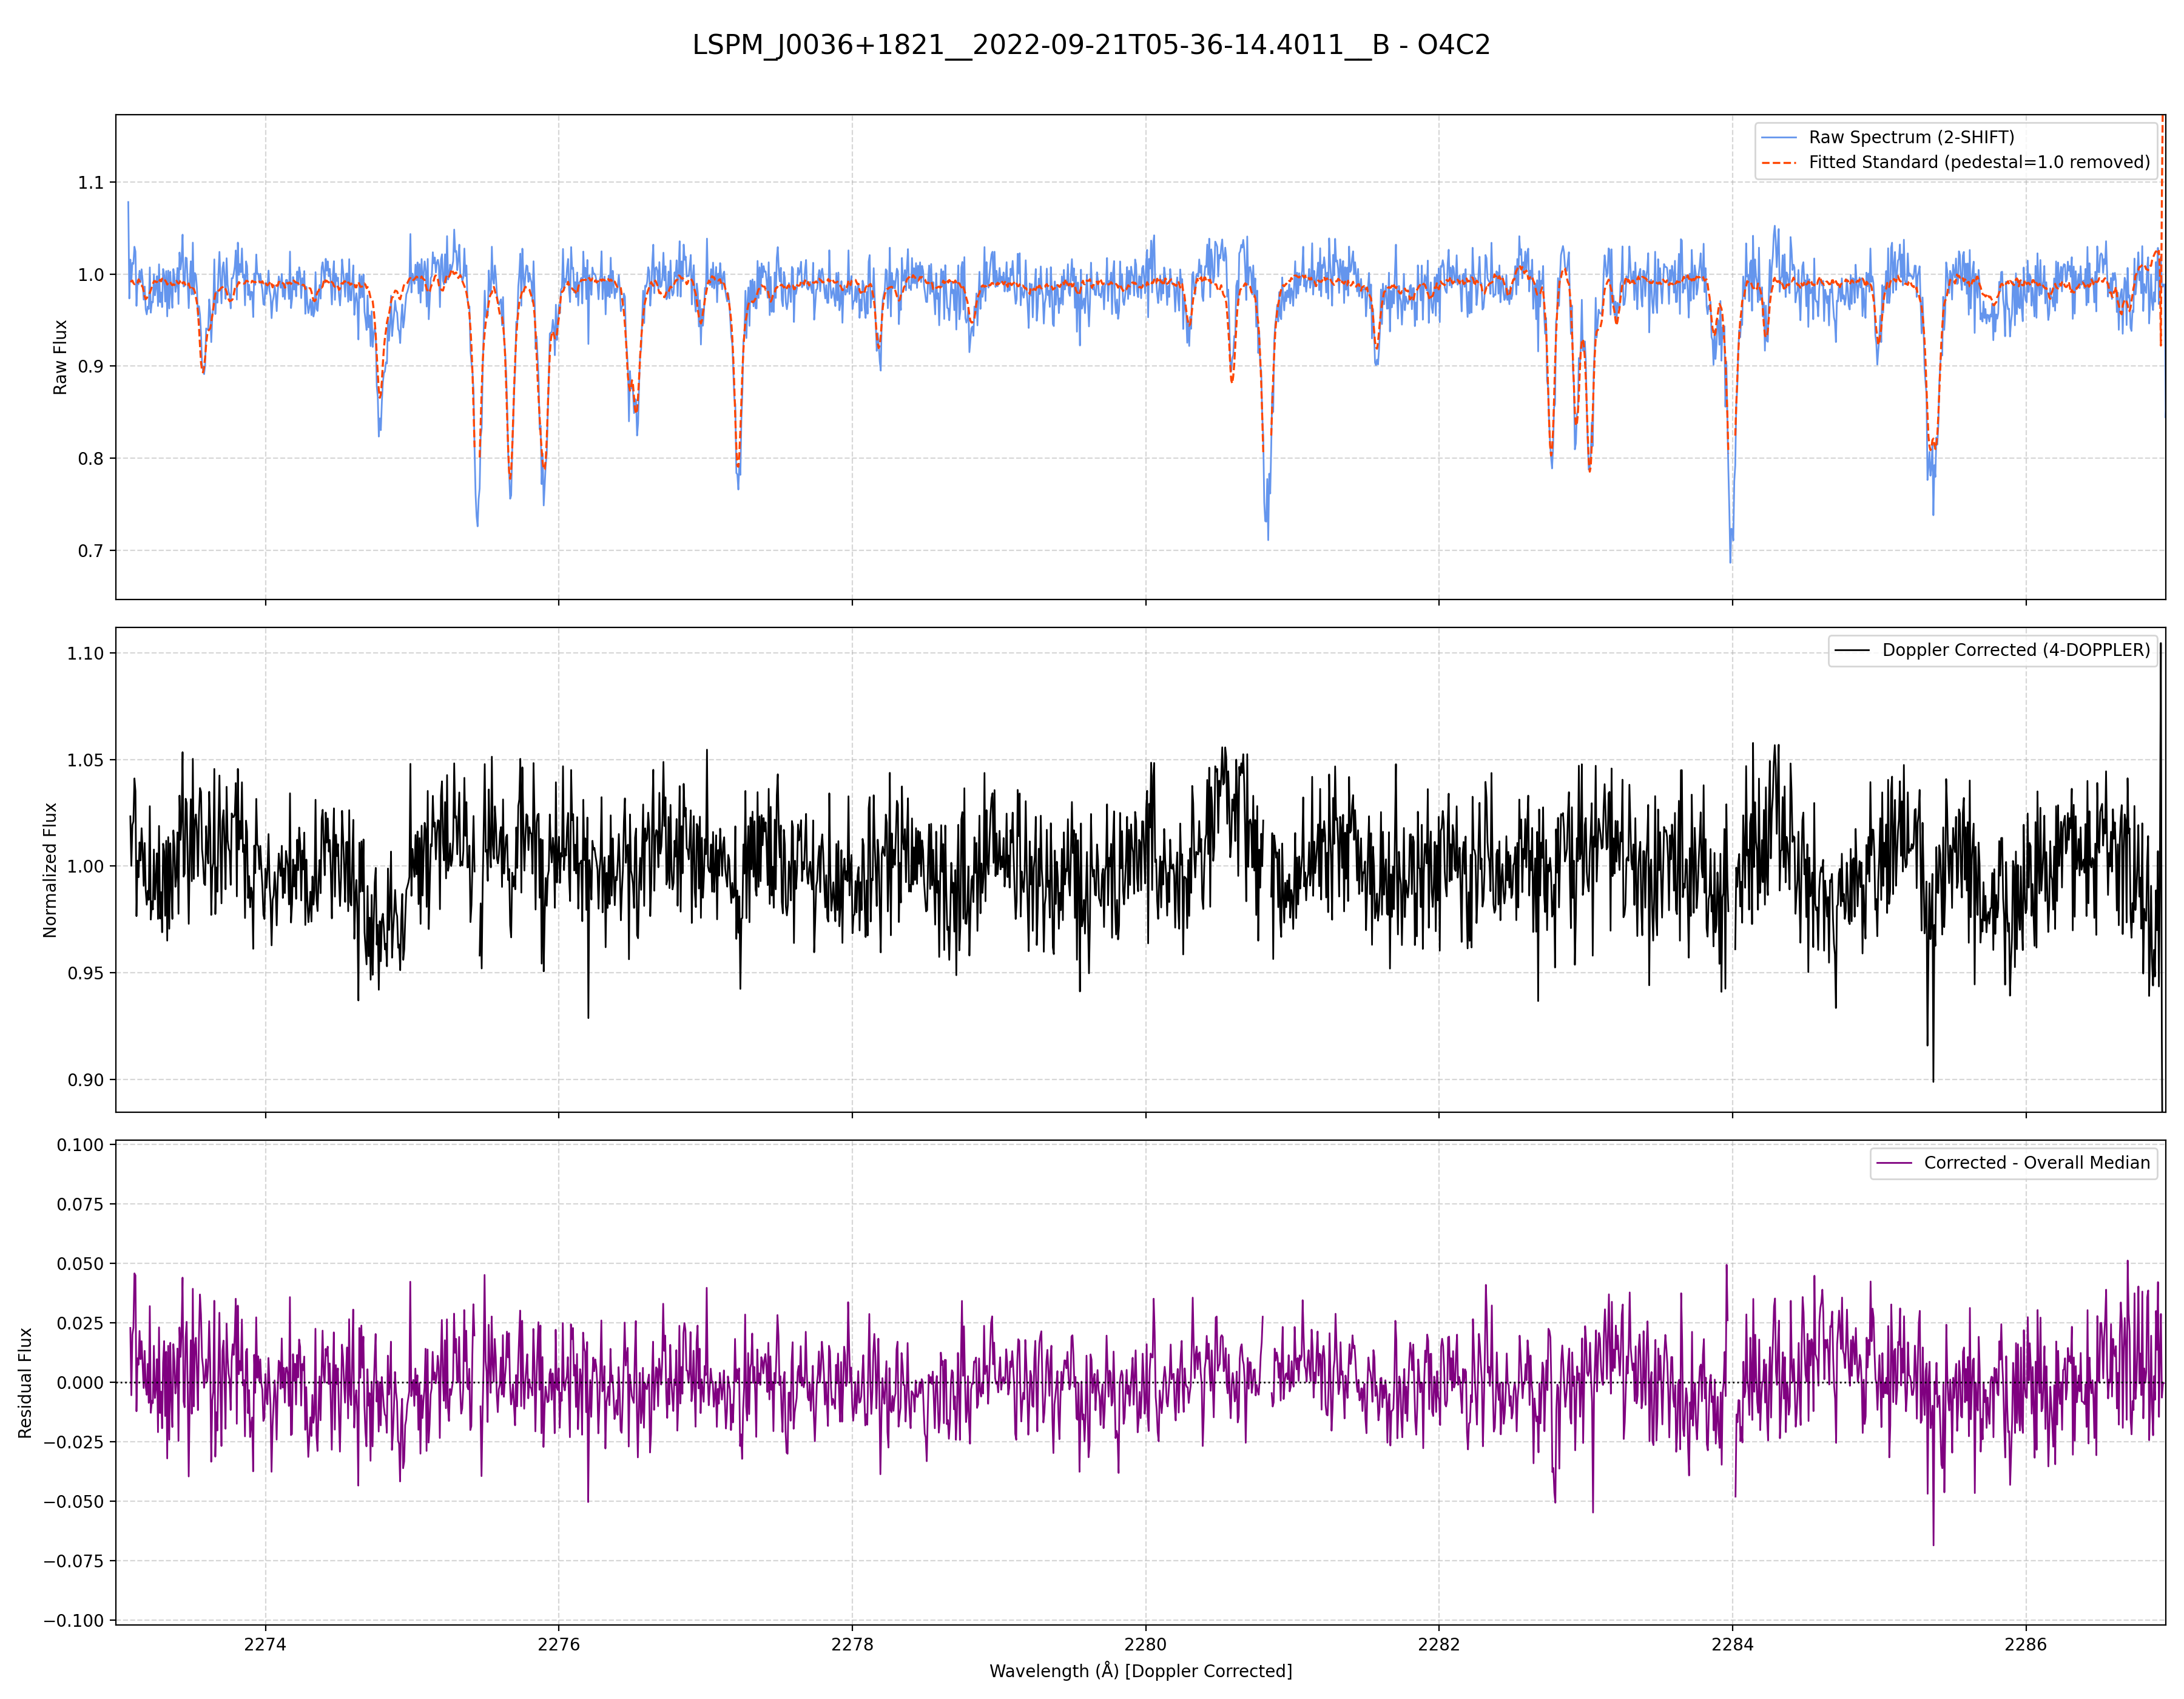 LSPM_J0036+1821__2022-09-21T05-36-14.4011__B - O4C2
Raw Spectrum (2-SHIFT)
Fitted Standard (pedestal=1.0 removed)
1.1
1.0
0.9
0.8
0.7
Raw Flux
Doppler Corrected (4-DOPPLER)
1.10
1.05
1.00
0.95
0.90
Normalized Flux
Corrected - Overall Median
0.100
0.075
0.050
0.025
0.000
−0.025
−0.050
−0.075
−0.100
Residual Flux
2274 2276 2278 2280 2282 2284 2286
Wavelength (Å) [Doppler Corrected]